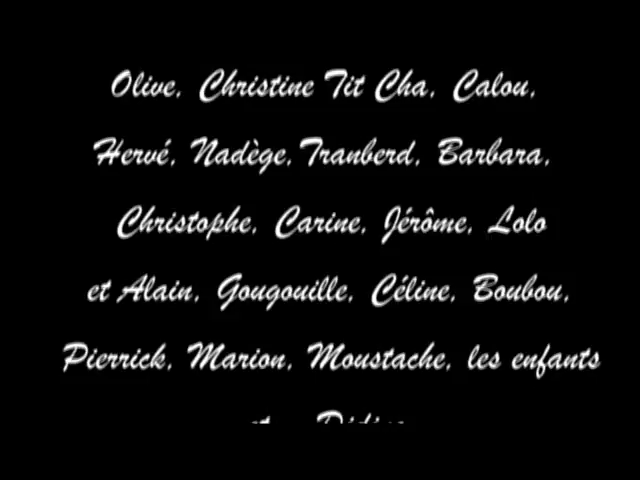 Olive, Christine Tit Cha, Calou,
Hervé, Nadège, Tranberd, Barbara,
Christophe, Carine, Jérôme, Lolo
et Alain, Gougouille, Céline, Boubou,
Pierrick, Marion, Moustache, les enfants
et